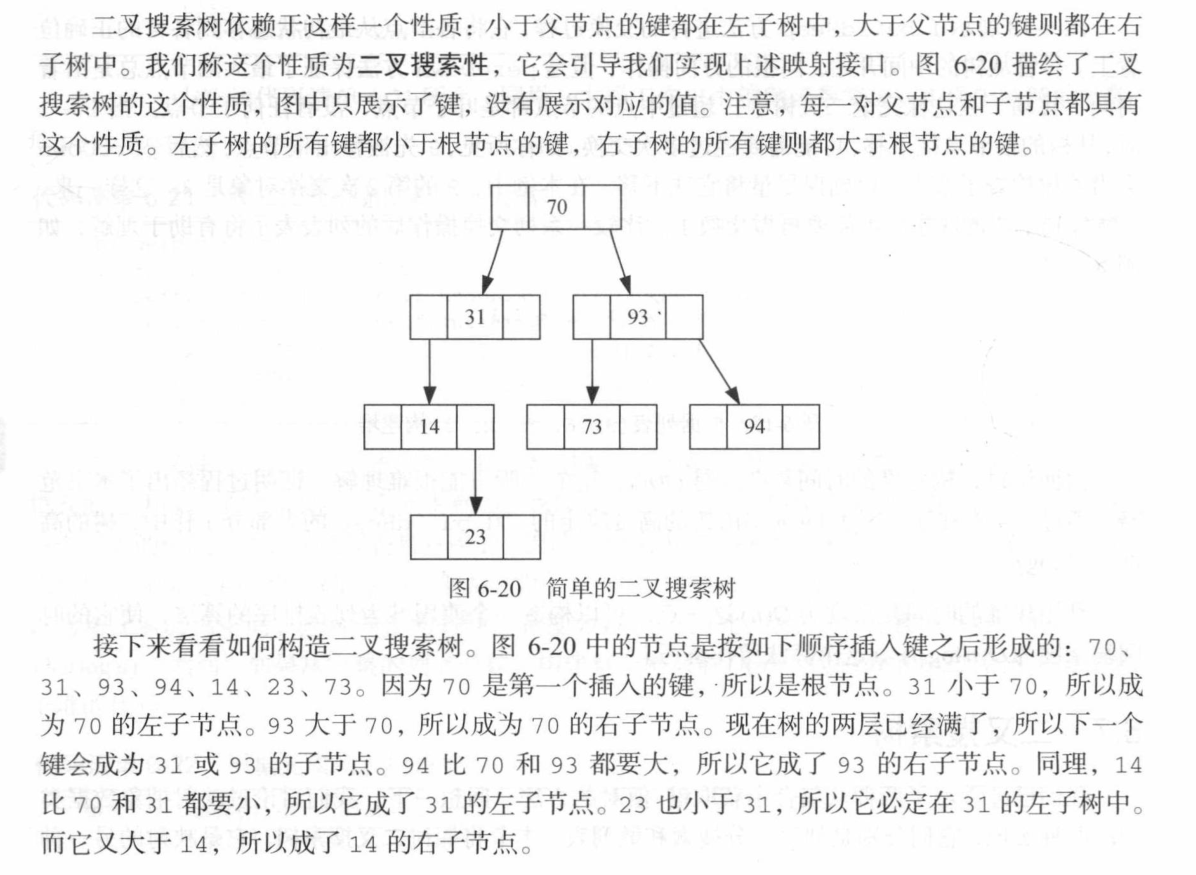 二叉搜索树依赖于这样一个性质：小于父节点的键都在左子树中，大于父节点的键则都在右
子树中。我们称这个性质为二叉搜索性，它会引导我们实现上述映射接口。图 6-20 描绘了二叉
搜索树的这个性质，图中只展示了键，没有展示对应的值。注意，每一对父节点和子节点都具有
这个性质。左子树的所有键都小于根节点的键，右子树的所有键则都大于根节点的键。
70
31
93
14
73
94
23
图 6-20 简单的二叉搜索树
接下来看看如何构造二叉搜索树。图 6-20 中的节点是按如下顺序插入键之后形成的：70、
31、93、94、14、23、73。因为 70 是第一个插入的键，所以是根节点。31 小于 70，所以成
为 70 的左子节点。93 大于 70，所以成为 70 的右子节点。现在树的两层已经满了，所以下一个
键会成为 31 或 93 的子节点。94 比 70 和 93 都要大，所以它成了 93 的右子节点。同理，14
比 70 和 31 都要小，所以它成了 31 的左子节点。23 也小于 31，所以它必定在 31 的左子树中。
而它又大于 14，所以成了 14 的右子节点。